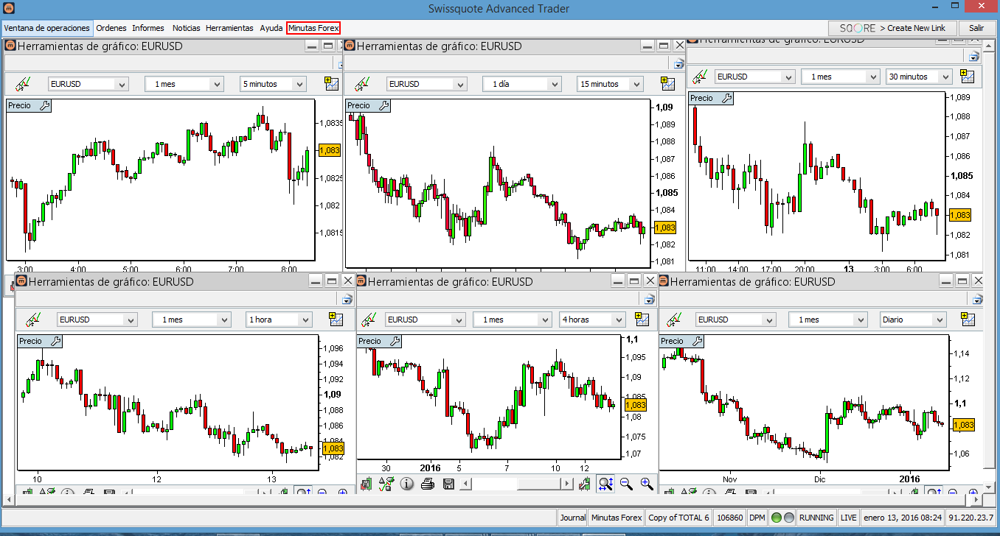 Swissquote Advanced Trader
Ventana de operaciones Ordenes Informes Noticias Herramientas Ayuda Minutas Forex SQORE > Create New Link Salir
Herramientas de gráfico: EURUSD
EURUSD 1 mes 5 minutos
Precio
1,0835
1,083
1,0825
1,082
1,0815
3:00 4:00 5:00 6:00 7:00 8:00
Herramientas de gráfico: EURUSD
EURUSD 1 día 15 minutos
Precio
1,09
1,089
1,088
1,087
1,086
1,085
1,084
1,083
1,082
1,081
Herramientas de gráfico: EURUSD
EURUSD 1 mes 30 minutos
Precio
1,089
1,088
1,087
1,086
1,085
1,084
1,083
1,082
1,081
11:00 14:00 17:00 20:00 13 3:00 6:00
Herramientas de gráfico: EURUSD
EURUSD 1 mes 1 hora
Precio
1,096
1,094
1,092
1,09
1,088
1,086
1,084
1,083
1,082
10 12 13
Herramientas de gráfico: EURUSD
EURUSD 1 mes 4 horas
Precio
1,1
1,095
1,09
1,085
1,083
1,08
1,075
1,07
30 2016 5 7 10 12
Herramientas de gráfico: EURUSD
EURUSD 1 mes Diario
Precio
1,14
1,12
1,1
1,083
1,06
Nov Dic 2016
Journal Minutas Forex Copy of TOTAL 6 106860 DPM RUNNING LIVE enero 13, 2016 08:24 91.220.23.7